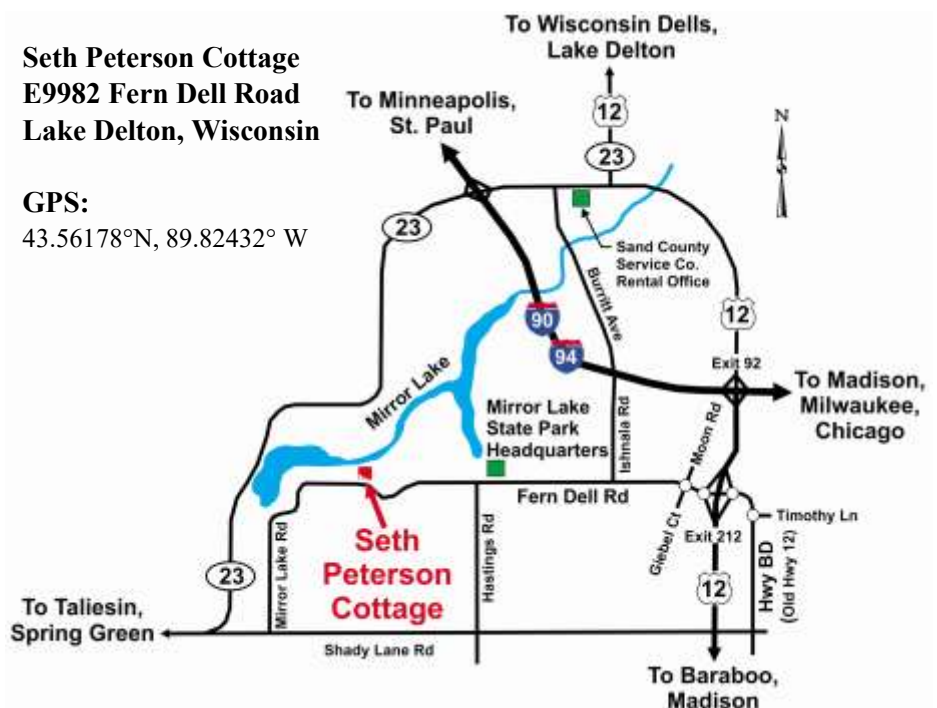 Seth Peterson Cottage
E9982 Fern Dell Road
Lake Delton, Wisconsin
GPS:
43.56178°N, 89.82432° W
To Wisconsin Dells,
Lake Delton
12
23
To Minneapolis,
St. Paul
N
S
23
Sand County
Service Co.
Rental Office
Burritt Ave
90
94
12
Exit 92
To Madison,
Milwaukee,
Chicago
Mirror Lake
Mirror Lake
State Park
Headquarters
Ishnala Rd
Moon Rd
Fern Dell Rd
Giebel Ct
Exit 212
Timothy Ln
Hwy BD
(Old Hwy 12)
Seth
Peterson
Cottage
Mirror Lake Rd
Hastings Rd
23
12
To Taliesin,
Spring Green
Shady Lane Rd
To Baraboo,
Madison